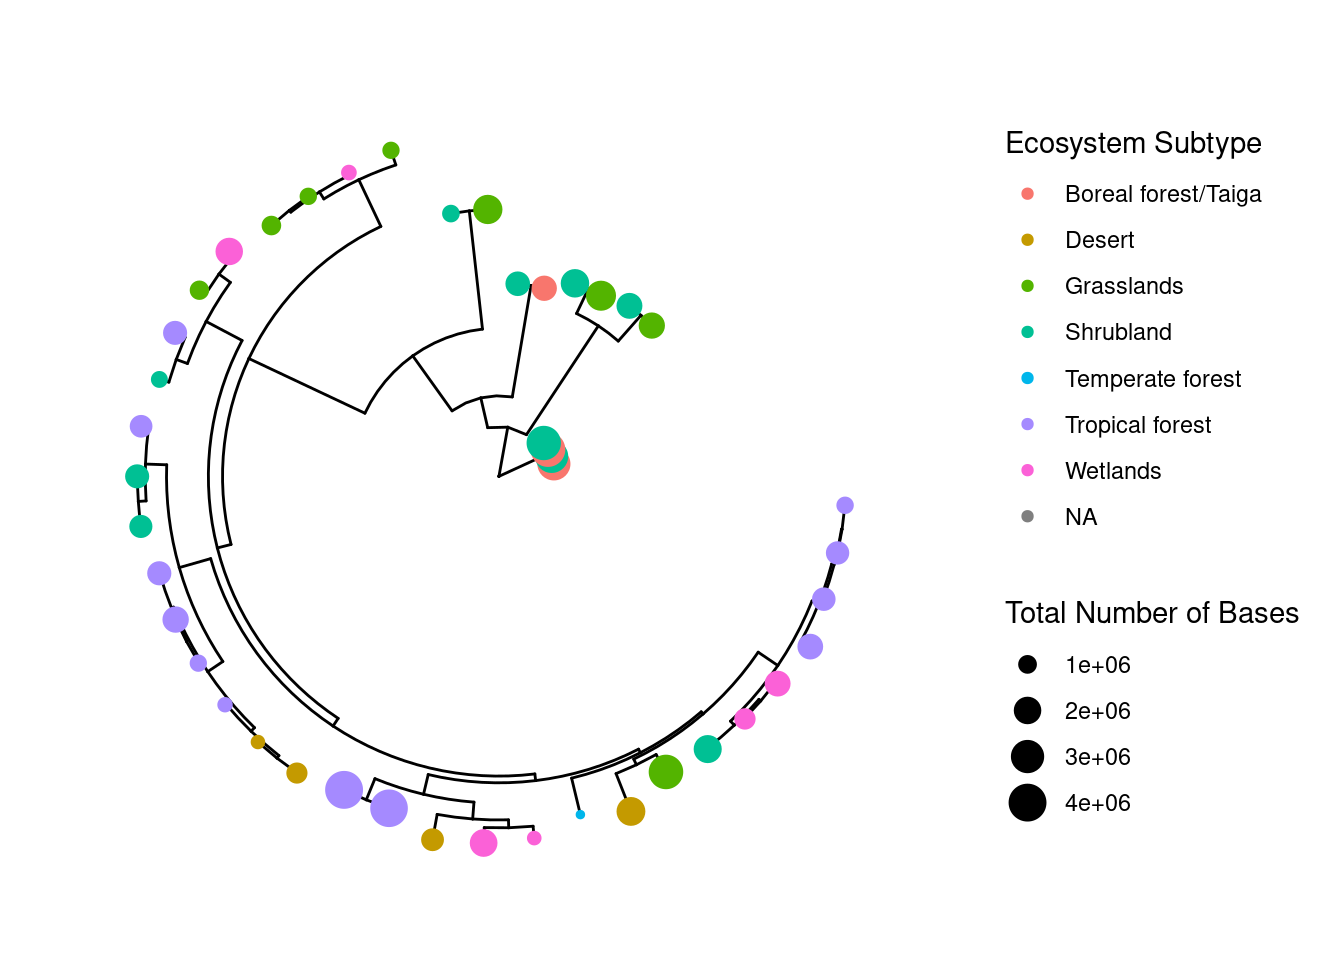 Ecosystem Subtype
Boreal forest/Taiga
Desert
Grasslands
Shrubland
Temperate forest
Tropical forest
Wetlands
NA
Total Number of Bases
1e+06
2e+06
3e+06
4e+06